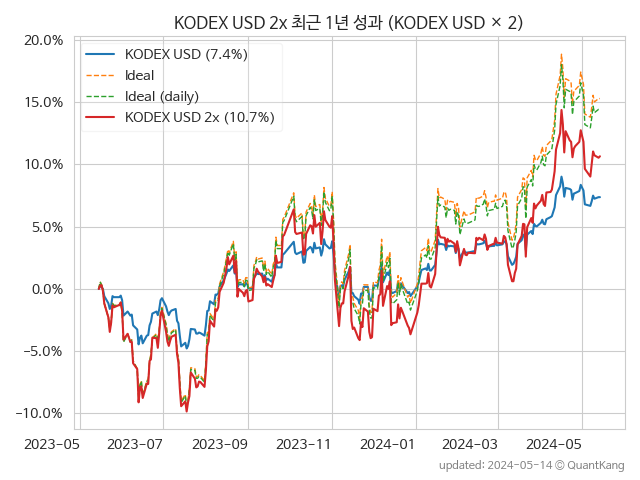 KODEX USD 2x 최근 1년 성과 (KODEX USD × 2)
20.0%
15.0%
10.0%
5.0%
0.0%
−5.0%
−10.0%
KODEX USD (7.4%)
Ideal
Ideal (daily)
KODEX USD 2x (10.7%)
2023-05 2023-07 2023-09 2023-11 2024-01 2024-03 2024-05
updated: 2024-05-14 © QuantKang